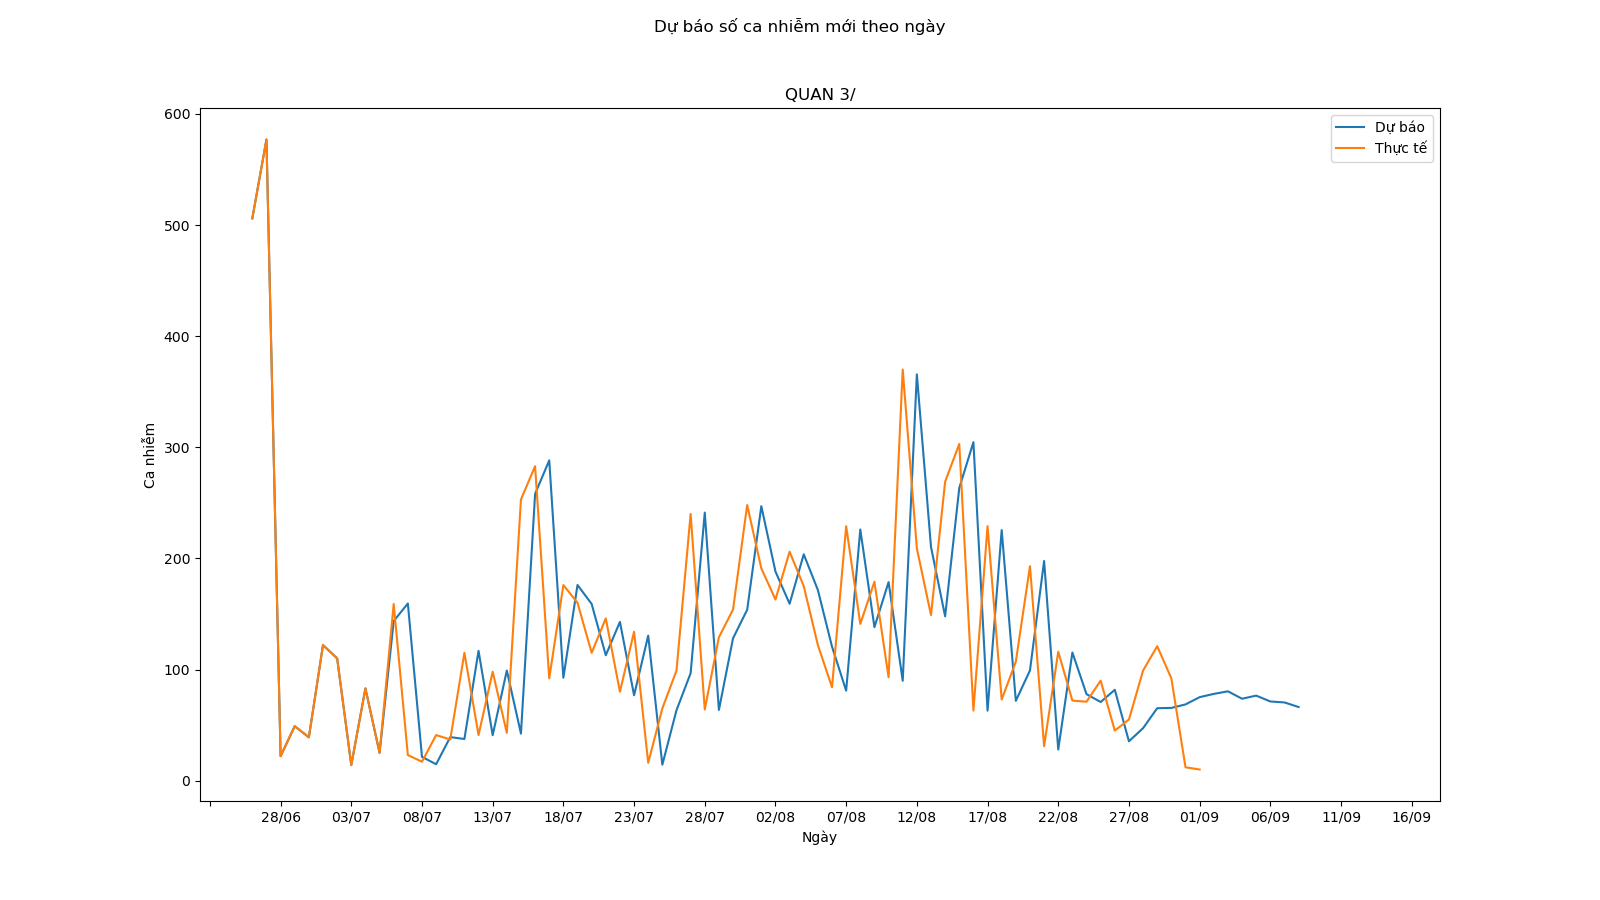 Dự báo số ca nhiễm mới theo ngày
QUAN 3/
Dự báo
Thực tế
600
500
400
300
200
100
0
Ca nhiễm
28/06 03/07 08/07 13/07 18/07 23/07 28/07 02/08 07/08 12/08 17/08 22/08 27/08 01/09 06/09 11/09 16/09
Ngày